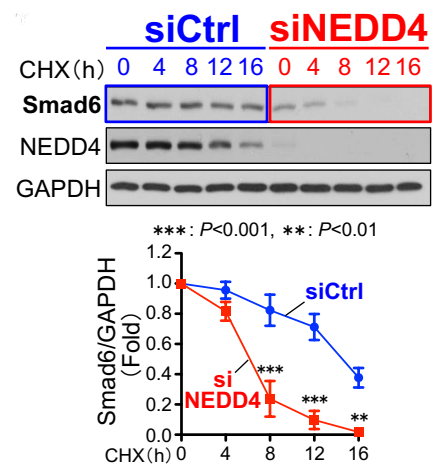 siCtrl siNEDD4
CHX(h) 0 4 8 12 16 0 4 8 12 16
Smad6
NEDD4
GAPDH
***: P<0.001, **: P<0.01
Smad6/GAPDH
(Fold)
1.2
1.0
0.8
0.6
0.4
0.2
0.0
siCtrl
si
NEDD4
***
***
**
0 4 8 12 16
CHX(h)